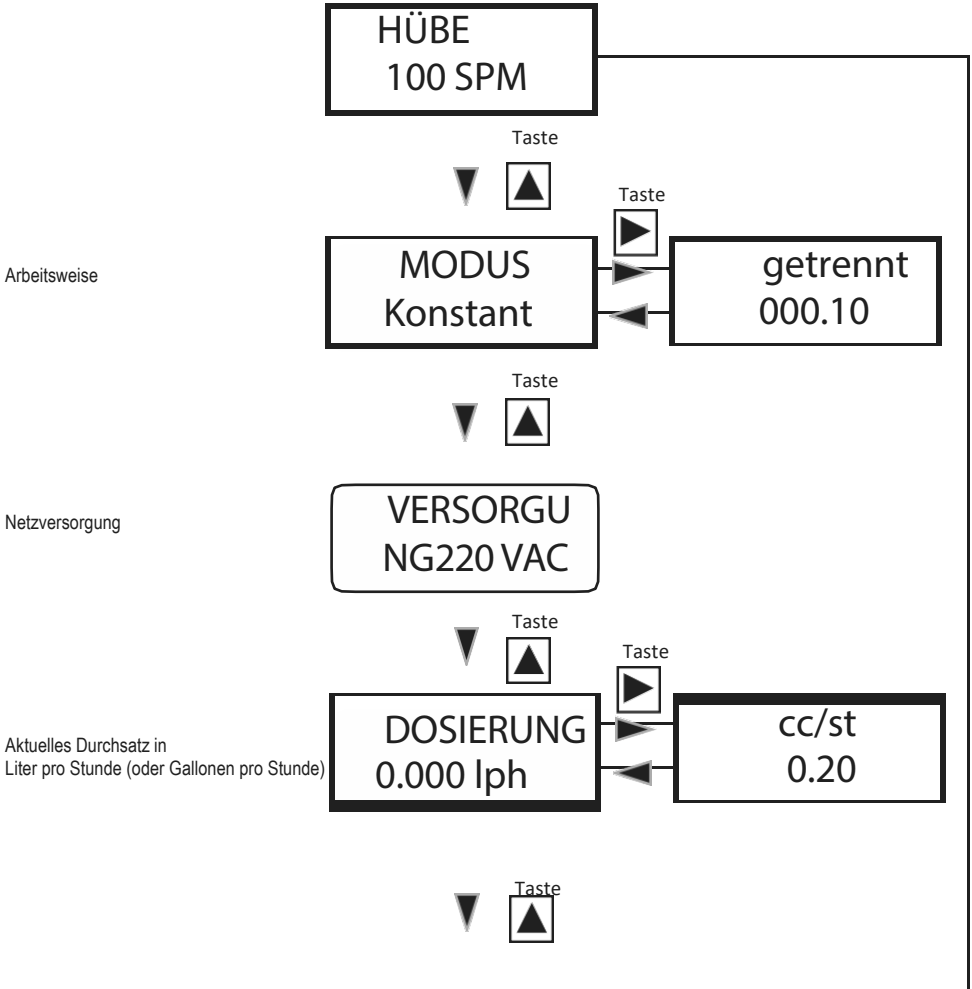 HÜBE
100 SPM
Taste
Taste
Arbeitsweise
MODUS
Konstant
getrennt
000.10
Taste
Netzversorgung
VERSORGU
NG220 VAC
Taste
Taste
Aktuelles Durchsatz in
Liter pro Stunde (oder Gallonen pro Stunde)
DOSIERUNG
0.000 lph
cc/st
0.20
Taste